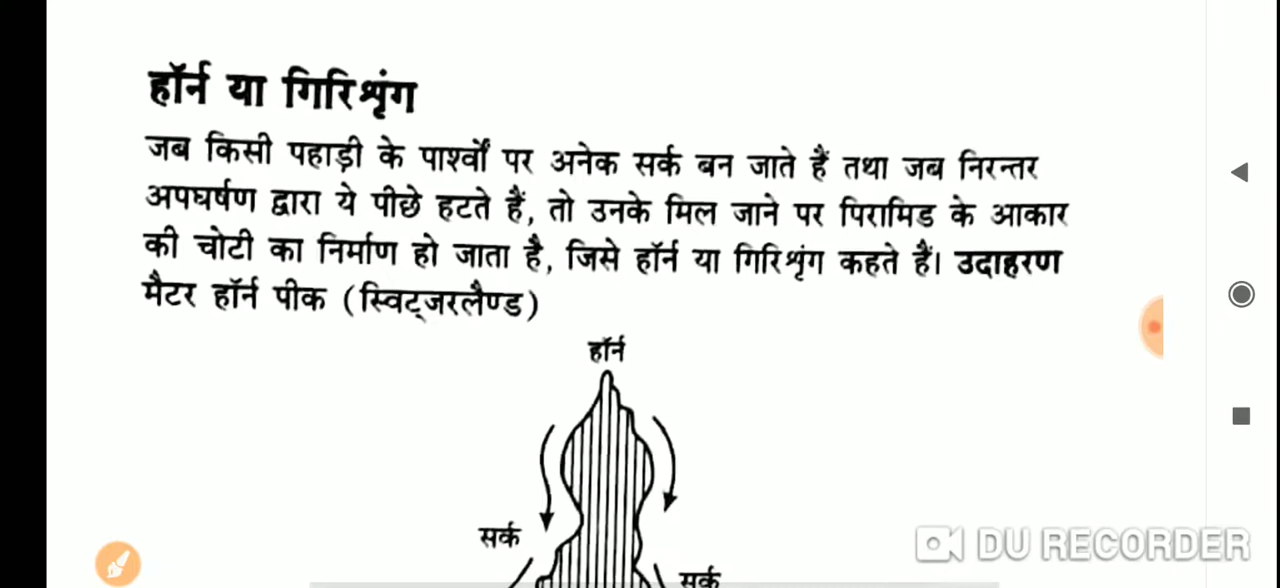 हॉर्न या गिरिशृंग
जब किसी पहाड़ी के पार्श्वों पर अनेक सर्क बन जाते हैं तथा जब निरन्तर
अपघर्षण द्वारा ये पीछे हटते हैं, तो उनके मिल जाने पर पिरामिड के आकार
की चोटी का निर्माण हो जाता है, जिसे हॉर्न या गिरिशृंग कहते हैं। उदाहरण
मैटर हॉर्न पीक (स्विट्जरलैण्ड)
हॉर्न
सर्क
सर्क
DU RECORDER